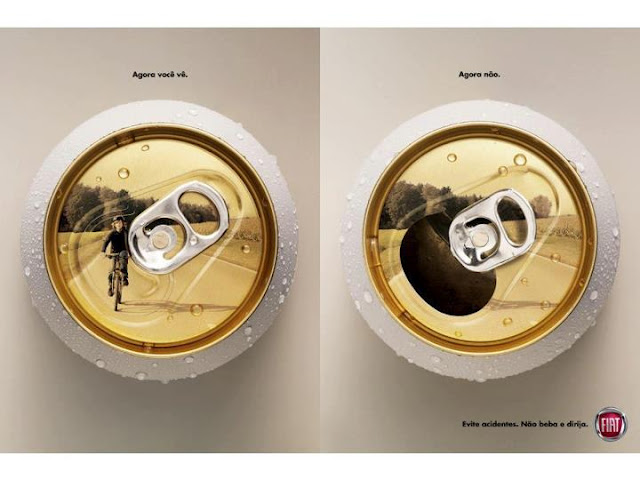 Agora você vê.
Agora não.
Evite acidentes. Não beba e dirija.
FIAT